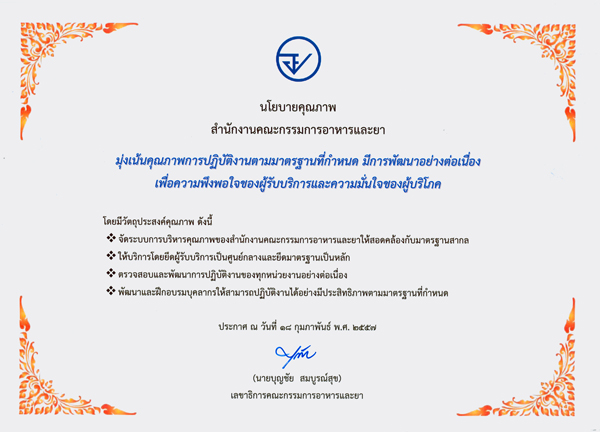 นโยบายคุณภาพ
สำนักงานคณะกรรมการอาหารและยา
มุ่งเน้นคุณภาพการปฏิบัติงานตามมาตรฐานที่กำหนด มีการพัฒนาอย่างต่อเนื่อง
เพื่อความพึงพอใจของผู้รับบริการและความมั่นใจของผู้บริโภค
โดยมีวัตถุประสงค์คุณภาพ ดังนี้
❖ จัดระบบการบริหารคุณภาพของสำนักงานคณะกรรมการอาหารและยาให้สอดคล้องกับมาตรฐานสากล
❖ ให้บริการโดยยึดผู้รับบริการเป็นศูนย์กลางและยึดมาตรฐานเป็นหลัก
❖ ตรวจสอบและพัฒนาการปฏิบัติงานของทุกหน่วยงานอย่างต่อเนื่อง
❖ พัฒนาและฝึกอบรมบุคลากรให้สามารถปฏิบัติงานได้อย่างมีประสิทธิภาพตามมาตรฐานที่กำหนด
ประกาศ ณ วันที่ ๑๘ กุมภาพันธ์ พ.ศ. ๒๕๕๗
(นายบุญชัย สมบูรณ์สุข)
เลขาธิการคณะกรรมการอาหารและยา